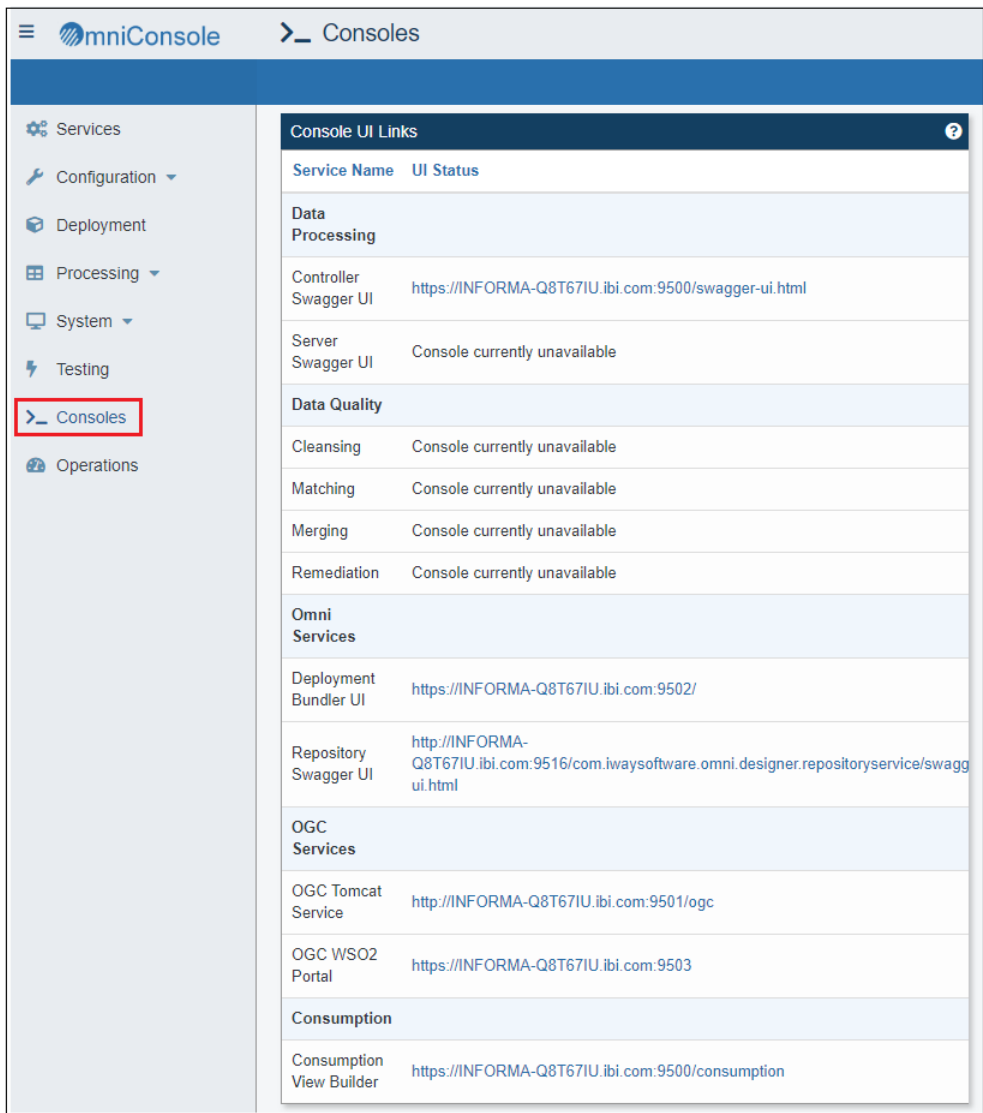 OmniConsole
Consoles
Services
Configuration
Deployment
Processing
System
Testing
Consoles
Operations
Console UI Links
Service Name UI Status
Data
Processing
Controller
Swagger UI
https://INFORMA-Q8T67IU.ibi.com:9500/swagger-ui.html
Server
Swagger UI
Console currently unavailable
Data Quality
Cleansing Console currently unavailable
Matching Console currently unavailable
Merging Console currently unavailable
Remediation Console currently unavailable
Omni
Services
Deployment
Bundler UI
https://INFORMA-Q8T67IU.ibi.com:9502/
Repository
Swagger UI
http://INFORMA-
Q8T67IU.ibi.com:9516/com.iwaysoftware.omni.designer.repositoryservice/swagg
ui.html
OGC
Services
OGC Tomcat
Service
http://INFORMA-Q8T67IU.ibi.com:9501/ogc
OGC WSO2
Portal
https://INFORMA-Q8T67IU.ibi.com:9503
Consumption
Consumption
View Builder
https://INFORMA-Q8T67IU.ibi.com:9500/consumption